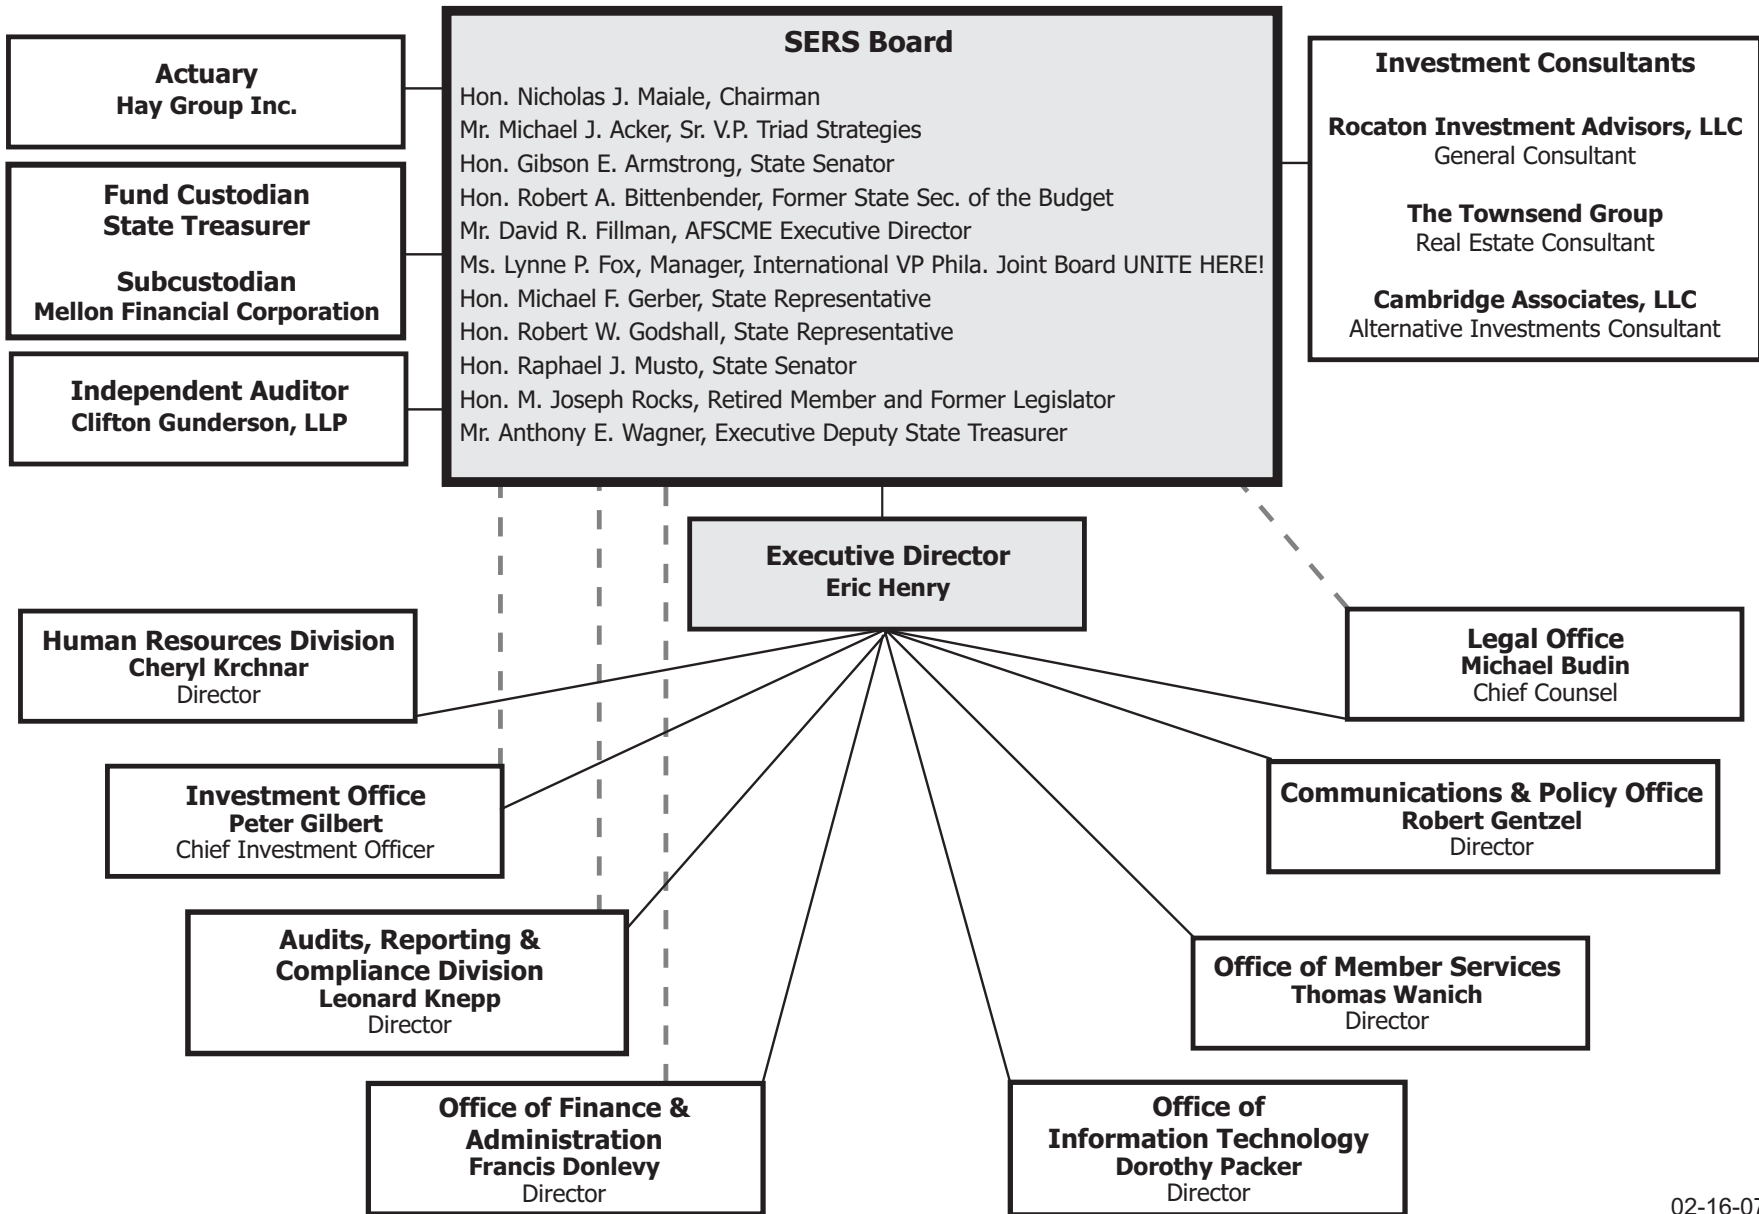 SERS Board
Hon. Nicholas J. Maiale, Chairman
Mr. Michael J. Acker, Sr. V.P. Triad Strategies
Hon. Gibson E. Armstrong, State Senator
Hon. Robert A. Bittenbender, Former State Sec. of the Budget
Mr. David R. Fillman, AFSCME Executive Director
Ms. Lynne P. Fox, Manager, International VP Phila. Joint Board UNITE HERE!
Hon. Michael F. Gerber, State Representative
Hon. Robert W. Godshall, State Representative
Hon. Raphael J. Musto, State Senator
Hon. M. Joseph Rocks, Retired Member and Former Legislator
Mr. Anthony E. Wagner, Executive Deputy State Treasurer
Actuary
Hay Group Inc.
Fund Custodian
State Treasurer
Subcustodian
Mellon Financial Corporation
Independent Auditor
Clifton Gunderson, LLP
Investment Consultants
Rocaton Investment Advisors, LLC
General Consultant
The Townsend Group
Real Estate Consultant
Cambridge Associates, LLC
Alternative Investments Consultant
Executive Director
Eric Henry
Human Resources Division
Cheryl Krchnar
Director
Investment Office
Peter Gilbert
Chief Investment Officer
Audits, Reporting &
Compliance Division
Leonard Knepp
Director
Office of Finance &
Administration
Francis Donlevy
Director
Office of
Information Technology
Dorothy Packer
Director
Office of Member Services
Thomas Wanich
Director
Communications & Policy Office
Robert Gentzel
Director
Legal Office
Michael Budin
Chief Counsel
02-16-07